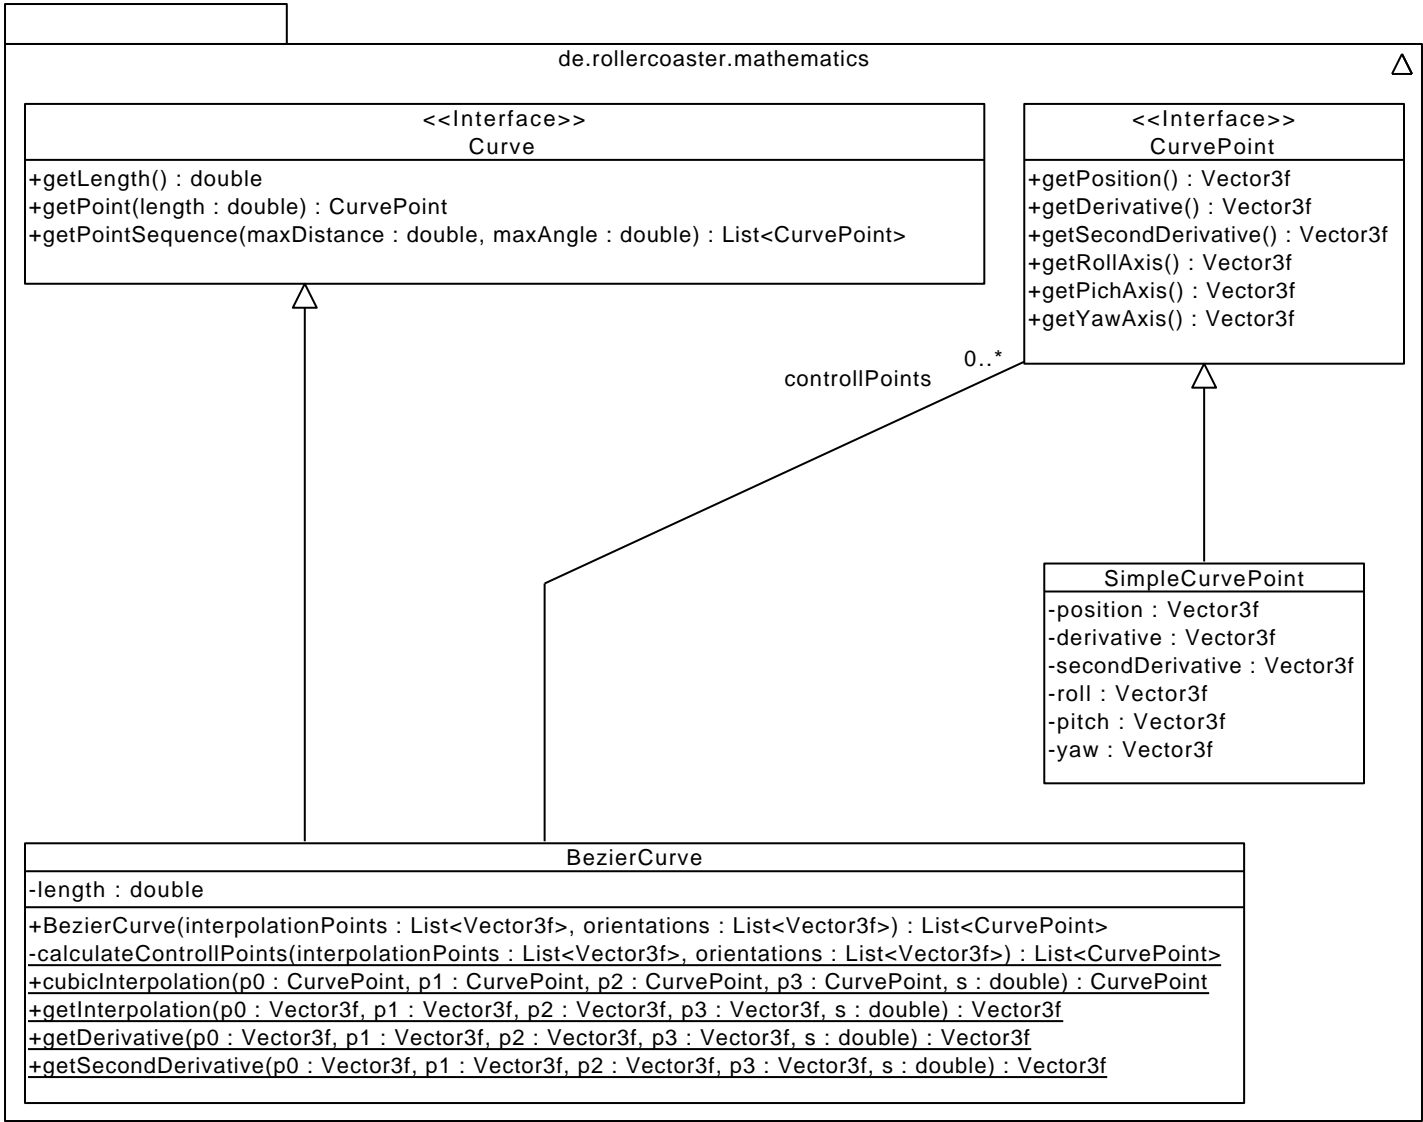 de.rollercoaster.mathematics
<<Interface>>
Curve
+getLength() : double
+getPoint(length : double) : CurvePoint
+getPointSequence(maxDistance : double, maxAngle : double) : List<CurvePoint>
<<Interface>>
CurvePoint
+getPosition() : Vector3f
+getDerivative() : Vector3f
+getSecondDerivative() : Vector3f
+getRollAxis() : Vector3f
+getPichAxis() : Vector3f
+getYawAxis() : Vector3f
0..*
controllPoints
SimpleCurvePoint
-position : Vector3f
-derivative : Vector3f
-secondDerivative : Vector3f
-roll : Vector3f
-pitch : Vector3f
-yaw : Vector3f
BezierCurve
-length : double
+BezierCurve(interpolationPoints : List<Vector3f>, orientations : List<Vector3f>) : List<CurvePoint>
-calculateControllPoints(interpolationPoints : List<Vector3f>, orientations : List<Vector3f>) : List<CurvePoint>
+cubicInterpolation(p0 : CurvePoint, p1 : CurvePoint, p2 : CurvePoint, p3 : CurvePoint, s : double) : CurvePoint
+getInterpolation(p0 : Vector3f, p1 : Vector3f, p2 : Vector3f, p3 : Vector3f, s : double) : Vector3f
+getDerivative(p0 : Vector3f, p1 : Vector3f, p2 : Vector3f, p3 : Vector3f, s : double) : Vector3f
+getSecondDerivative(p0 : Vector3f, p1 : Vector3f, p2 : Vector3f, p3 : Vector3f, s : double) : Vector3f